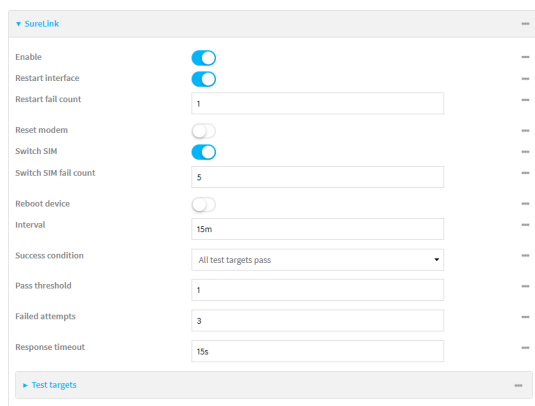 SureLink
Enable
Restart interface
Restart fail count
1
Reset modem
Switch SIM
Switch SIM fail count
5
Reboot device
Interval
15m
Success condition
All test targets pass
Pass threshold
1
Failed attempts
3
Response timeout
15s
Test targets